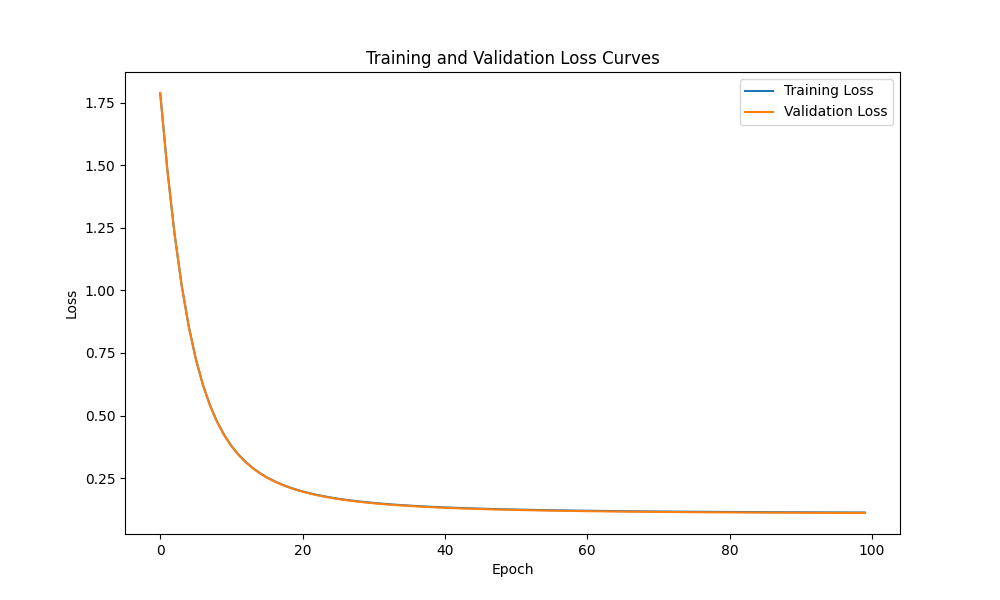 Training and Validation Loss Curves
Training Loss
Validation Loss
1.75
1.50
1.25
1.00
0.75
0.50
0.25
Loss
0 20 40 60 80 100
Epoch